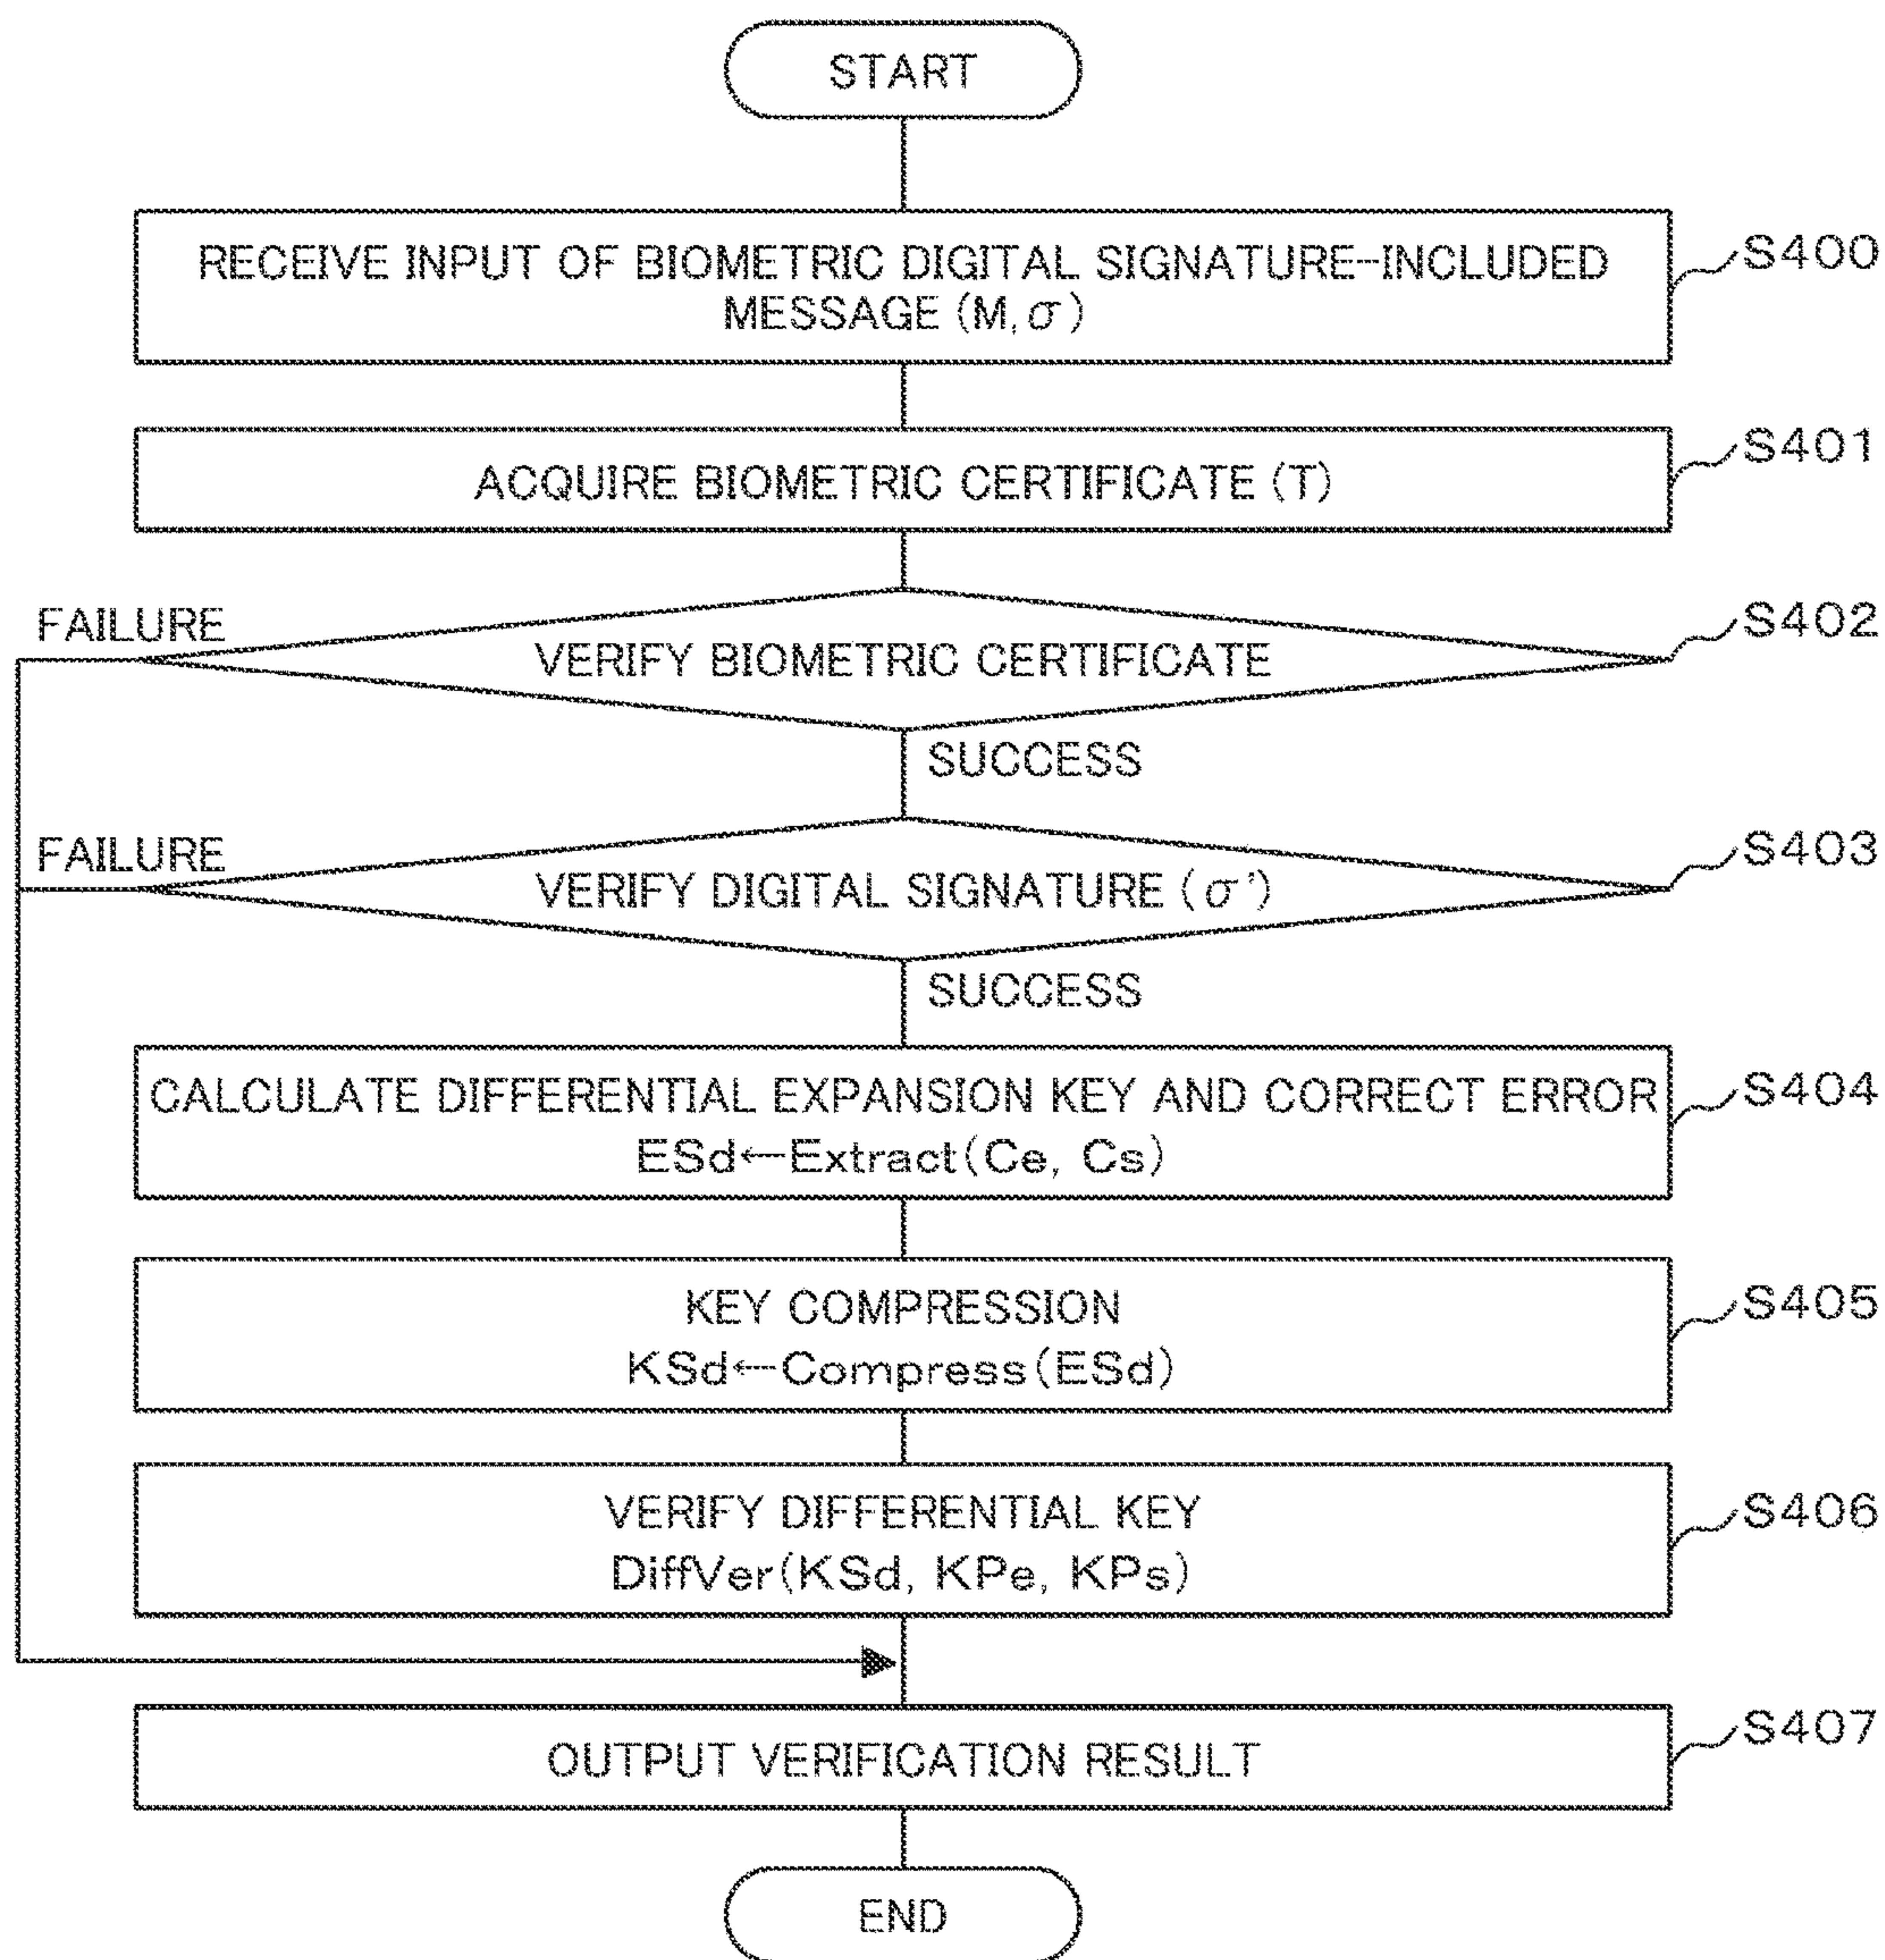 START
RECEIVE INPUT OF BIOMETRIC DIGITAL SIGNATURE-INCLUDED
MESSAGE (M, σ)
S400
ACQUIRE BIOMETRIC CERTIFICATE (T)
S401
FAILURE
VERIFY BIOMETRIC CERTIFICATE
S402
SUCCESS
FAILURE
VERIFY DIGITAL SIGNATURE (σ')
S403
SUCCESS
CALCULATE DIFFERENTIAL EXPANSION KEY AND CORRECT ERROR
ESd←Extract(Ce, Cs)
S404
KEY COMPRESSION
KSd←Compress(ESd)
S405
VERIFY DIFFERENTIAL KEY
DiffVer(KSd, KPe, KPs)
S406
OUTPUT VERIFICATION RESULT
S407
END